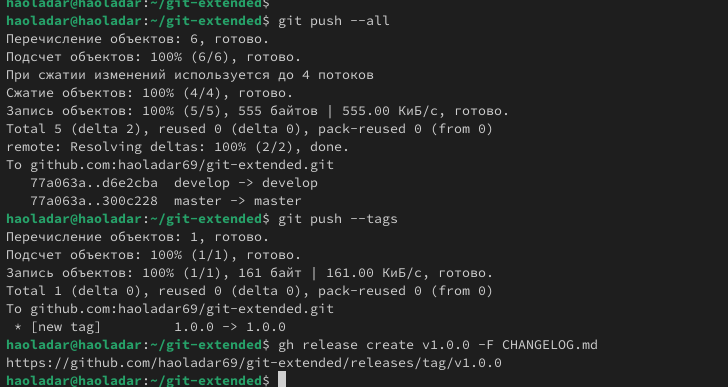 haoladar@haoladar:~/git-extended$
haoladar@haoladar:~/git-extended$ git push --all
Перечисление объектов: 6, готово.
Подсчет объектов: 100% (6/6), готово.
При сжатии изменений используется до 4 потоков
Сжатие объектов: 100% (4/4), готово.
Запись объектов: 100% (5/5), 555 байтов | 555.00 КиБ/с, готово.
Total 5 (delta 2), reused 0 (delta 0), pack-reused 0 (from 0)
remote: Resolving deltas: 100% (2/2), done.
To github.com:haoladar69/git-extended.git
   77a063a..d6e2cba  develop -> develop
   77a063a..300c228  master -> master
haoladar@haoladar:~/git-extended$ git push --tags
Перечисление объектов: 1, готово.
Подсчет объектов: 100% (1/1), готово.
Запись объектов: 100% (1/1), 161 байт | 161.00 КиБ/с, готово.
Total 1 (delta 0), reused 0 (delta 0), pack-reused 0 (from 0)
To github.com:haoladar69/git-extended.git
 * [new tag]         1.0.0 -> 1.0.0
haoladar@haoladar:~/git-extended$ gh release create v1.0.0 -F CHANGELOG.md
https://github.com/haoladar69/git-extended/releases/tag/v1.0.0
haoladar@haoladar:~/git-extended$